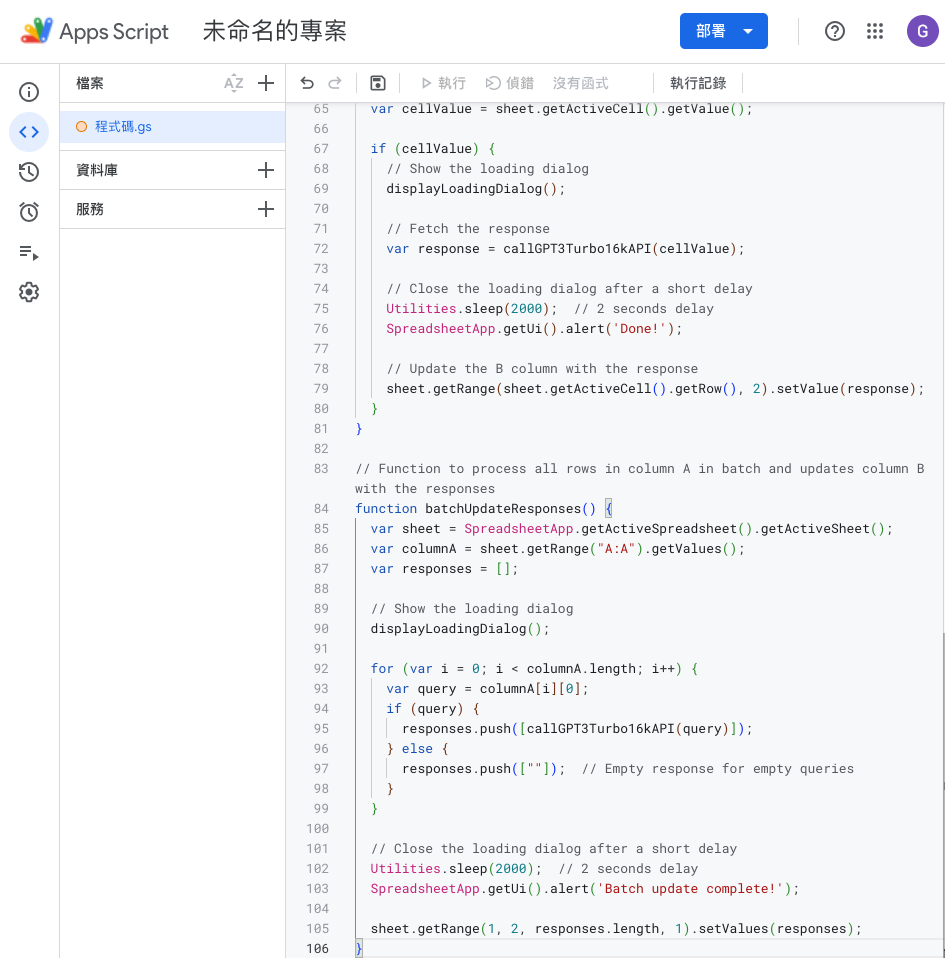 Apps Script 未命名的專案 部署 G
檔案 AZ 執行 偵錯 沒有函式 執行記錄
程式碼.gs
資料庫
服務
65 var cellValue = sheet.getActiveCell().getValue();
66
67 if (cellValue) {
68 // Show the loading dialog
69 displayLoadingDialog();
70
71 // Fetch the response
72 var response = callGPT3Turbo16kAPI(cellValue);
73
74 // Close the loading dialog after a short delay
75 Utilities.sleep(2000);  // 2 seconds delay
76 SpreadsheetApp.getUi().alert('Done!');
77
78 // Update the B column with the response
79 sheet.getRange(sheet.getActiveCell().getRow(), 2).setValue(response);
80 }
81 }
82
83 // Function to process all rows in column A in batch and updates column B
with the responses
84 function batchUpdateResponses() {
85 var sheet = SpreadsheetApp.getActiveSpreadsheet().getActiveSheet();
86 var columnA = sheet.getRange("A:A").getValues();
87 var responses = [];
88
89 // Show the loading dialog
90 displayLoadingDialog();
91
92 for (var i = 0; i < columnA.length; i++) {
93 var query = columnA[i][0];
94 if (query) {
95 responses.push([callGPT3Turbo16kAPI(query)]);
96 } else {
97 responses.push([""]);  // Empty response for empty queries
98 }
99 }
100
101 // Close the loading dialog after a short delay
102 Utilities.sleep(2000);  // 2 seconds delay
103 SpreadsheetApp.getUi().alert('Batch update complete!');
104
105 sheet.getRange(1, 2, responses.length, 1).setValues(responses);
106 }